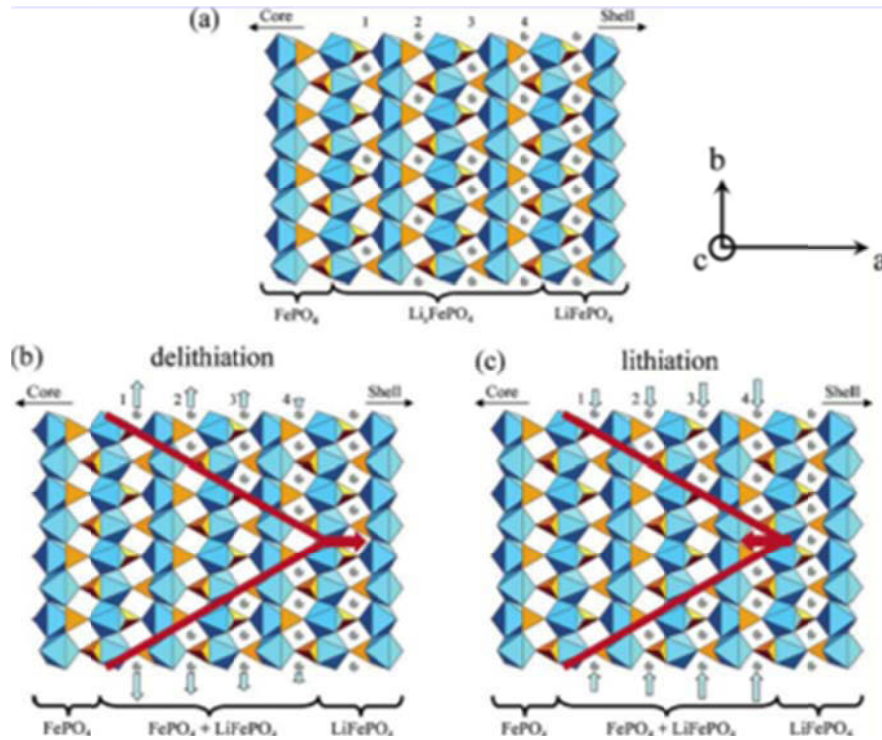 (a)
Core 1 2 3 4 Shell
FePO₄ LiₓFePO₄ LiFePO₄
b
c a
(b) delithiation
Core 1 2 3 4 Shell
FePO₄ FePO₄ + LiFePO₄ LiFePO₄
(c) lithiation
Core 1 2 3 4 Shell
FePO₄ FePO₄ + LiFePO₄ LiFePO₄